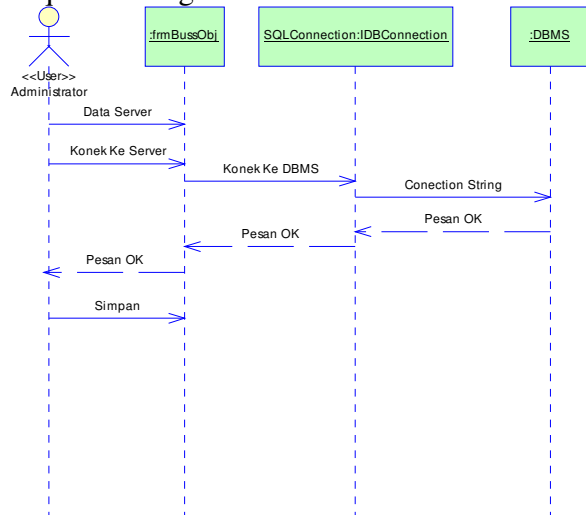 :frmBussObj
SQLConnection:IDBConnection
:DBMS
<<User>>
Administrator
Data Server
Konek Ke Server
Konek Ke DBMS
Conection String
Pesan OK
Pesan OK
Pesan OK
Simpan